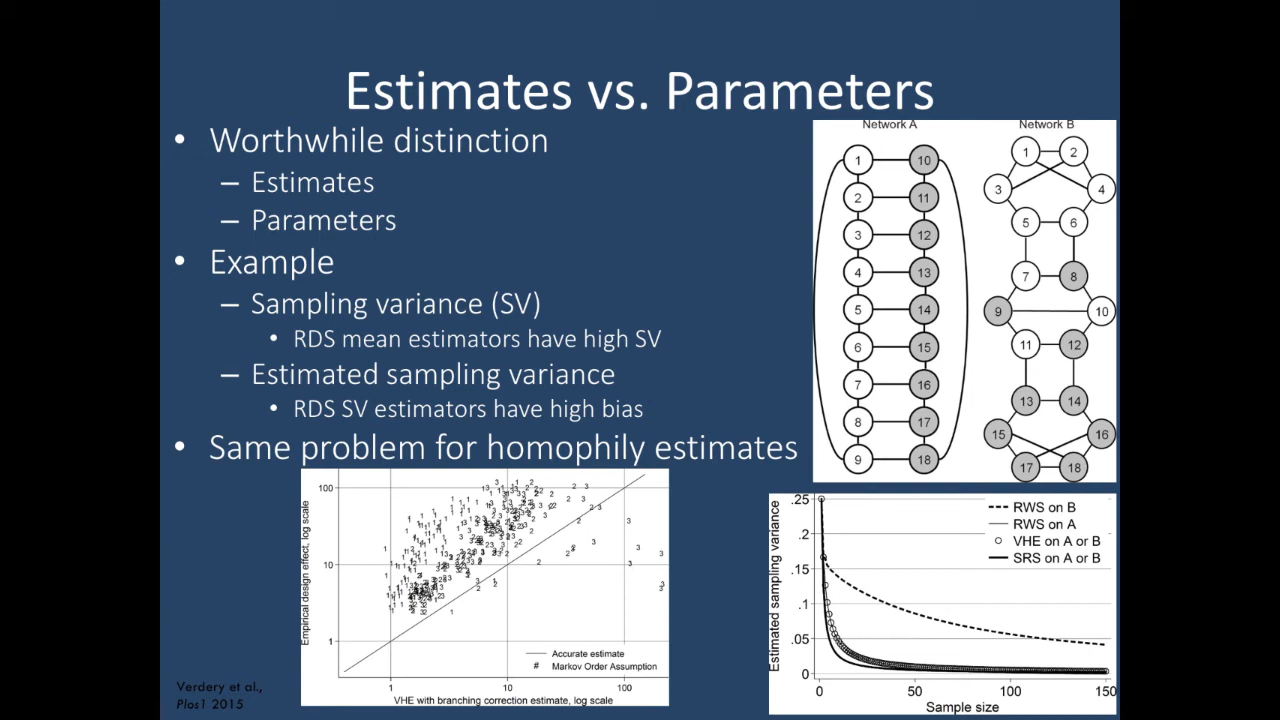 Estimates vs. Parameters
• Worthwhile distinction
– Estimates
– Parameters
• Example
– Sampling variance (SV)
• RDS mean estimators have high SV
– Estimated sampling variance
• RDS SV estimators have high bias
• Same problem for homophily estimates
Network A
1
10
2
11
3
12
4
13
5
14
6
15
7
16
8
17
9
18
Network B
1
2
3
4
5
6
7
8
9
10
11
12
13
14
15
16
17
18
Empirical design effect, log scale
100
10
1
Accurate estimate
# Markov Order Assumption
1
10
100
VHE with branching correction estimate, log scale
Estimated sampling variance
.25
.2
.15
.1
.05
0
RWS on B
RWS on A
VHE on A or B
SRS on A or B
0
50
100
150
Sample size
Verdery et al.,
Plos1 2015